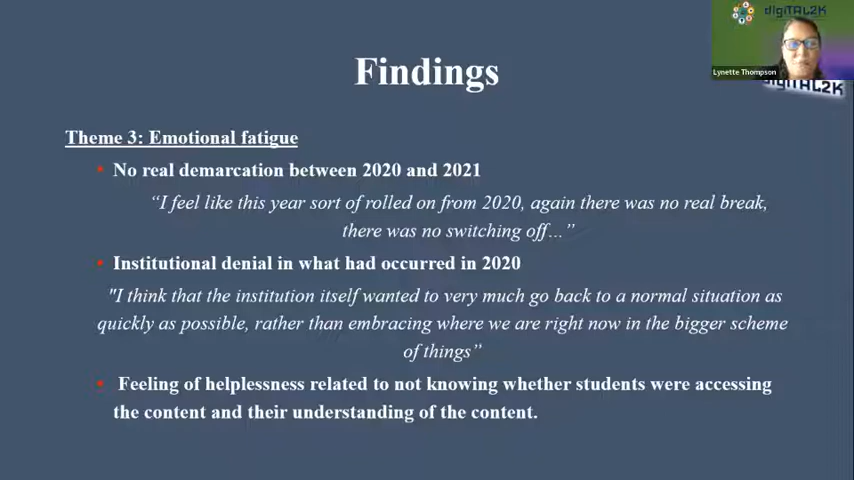 digiTAL2K
Lynette Thompson
digiTAL2K
Findings
Theme 3: Emotional fatigue
• No real demarcation between 2020 and 2021
“I feel like this year sort of rolled on from 2020, again there was no real break,
there was no switching off…”
• Institutional denial in what had occurred in 2020
"I think that the institution itself wanted to very much go back to a normal situation as
quickly as possible, rather than embracing where we are right now in the bigger scheme
of things”
• Feeling of helplessness related to not knowing whether students were accessing
the content and their understanding of the content.